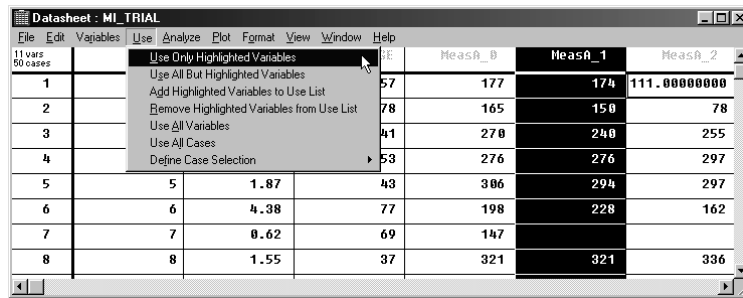 Datasheet : MI_TRIAL
File Edit Variables Use Analyze Plot Format View Window Help
11 vars
50 cases
MeasA_0 MeasA_1 MeasA_2
Use Only Highlighted Variables
Use All But Highlighted Variables
Add Highlighted Variables to Use List
Remove Highlighted Variables from Use List
Use All Variables
Use All Cases
Define Case Selection
1 57 177 174 111.00000000
2 78 165 150 78
3 41 270 240 255
4 53 276 276 297
5 5 1.87 43 306 294 297
6 6 4.38 77 198 228 162
7 7 0.62 69 147
8 8 1.55 37 321 321 336